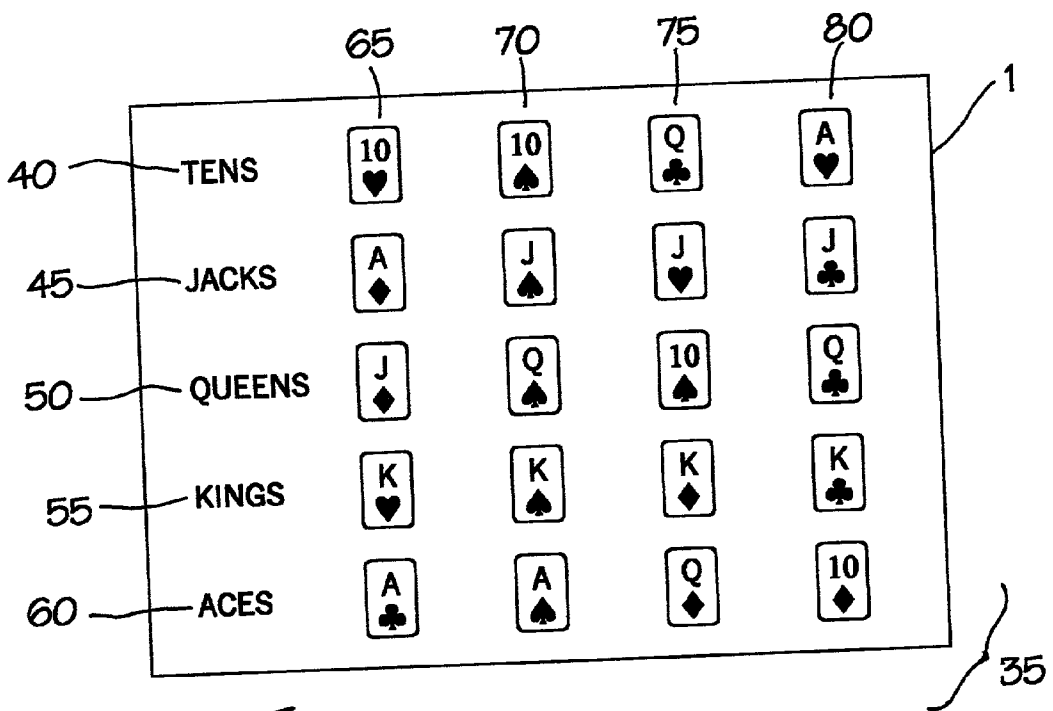 65 70 75 80
1
40 TENS 10♥ 10♠ Q♣ A♥
45 JACKS A♦ J♠ J♥ J♣
50 QUEENS J♦ Q♠ 10♠ Q♣
55 KINGS K♥ K♠ K♦ K♣
60 ACES A♣ A♠ Q♦ 10♦
35